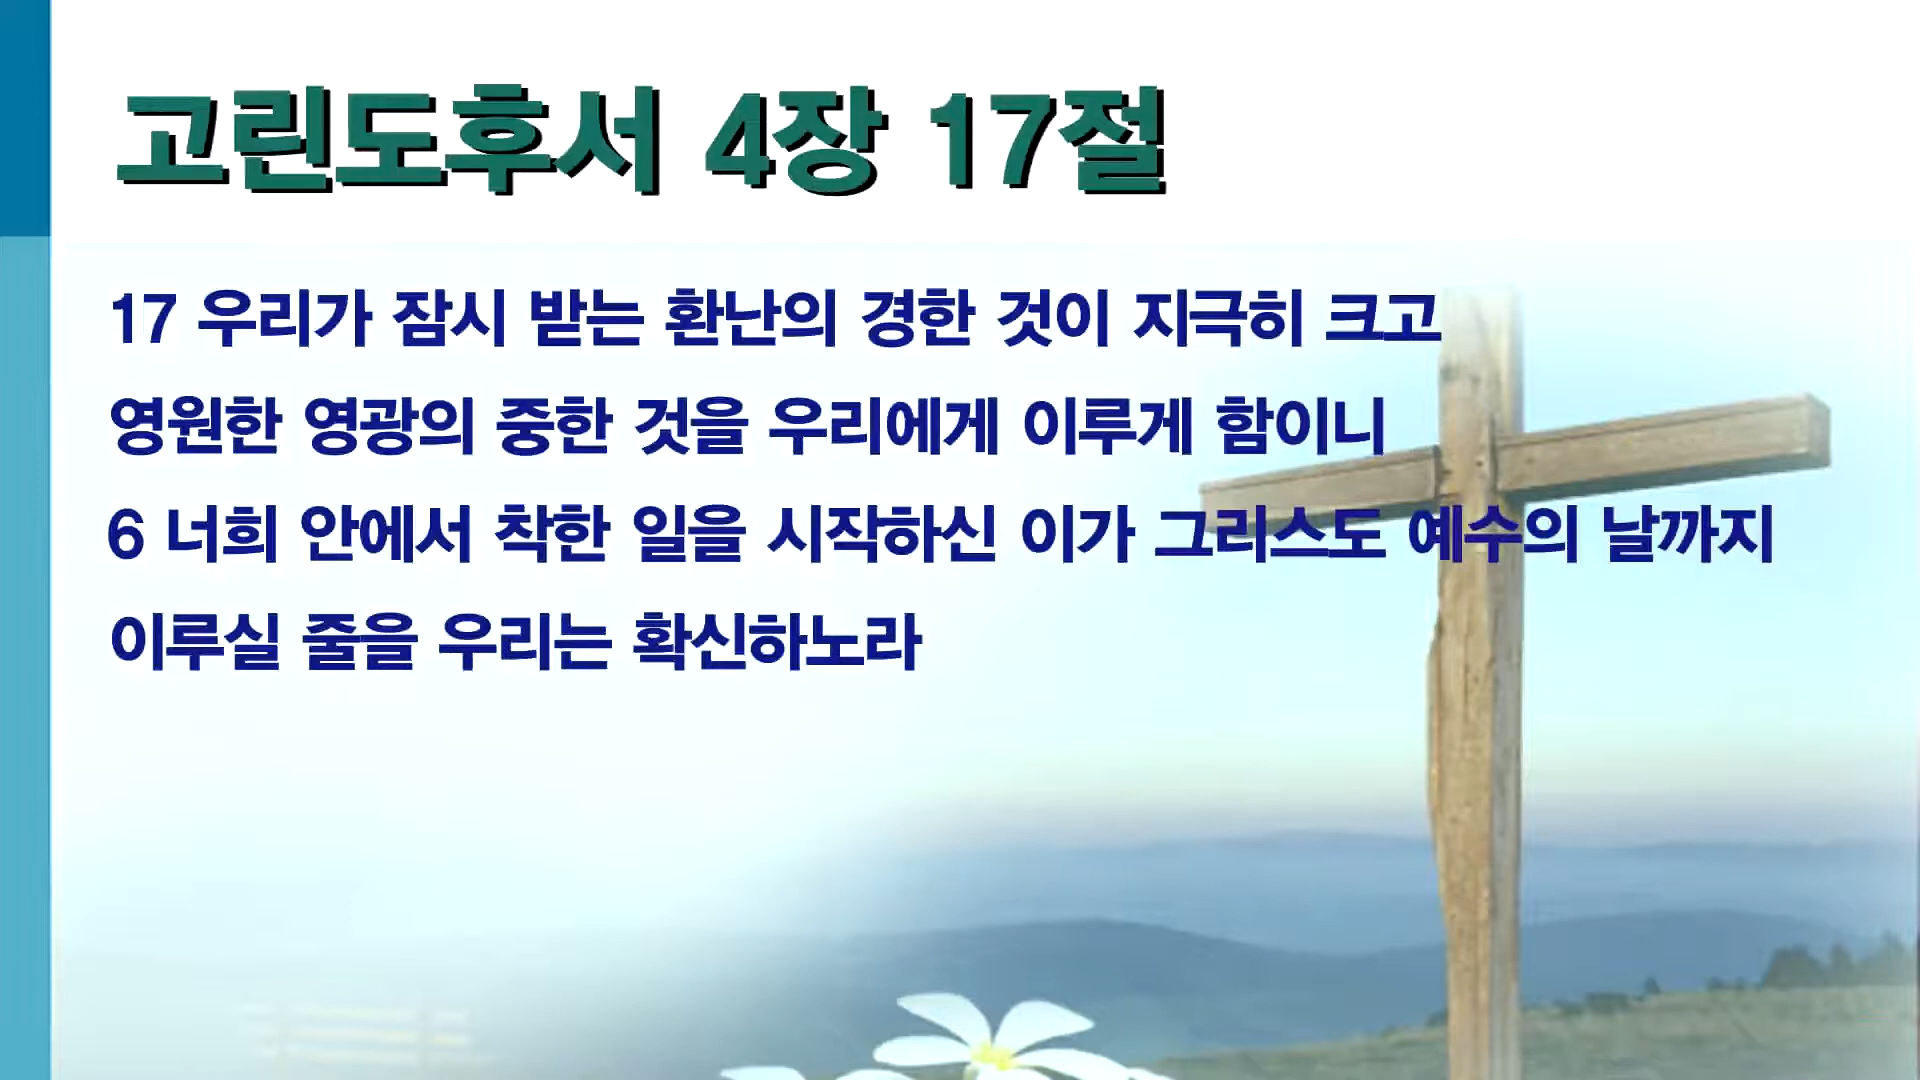 고린도후서 4장 17절
17 우리가 잠시 받는 환난의 경한 것이 지극히 크고
영원한 영광의 중한 것을 우리에게 이루게 함이니
6 너희 안에서 착한 일을 시작하신 이가 그리스도 예수의 날까지
이루실 줄을 우리는 확신하노라